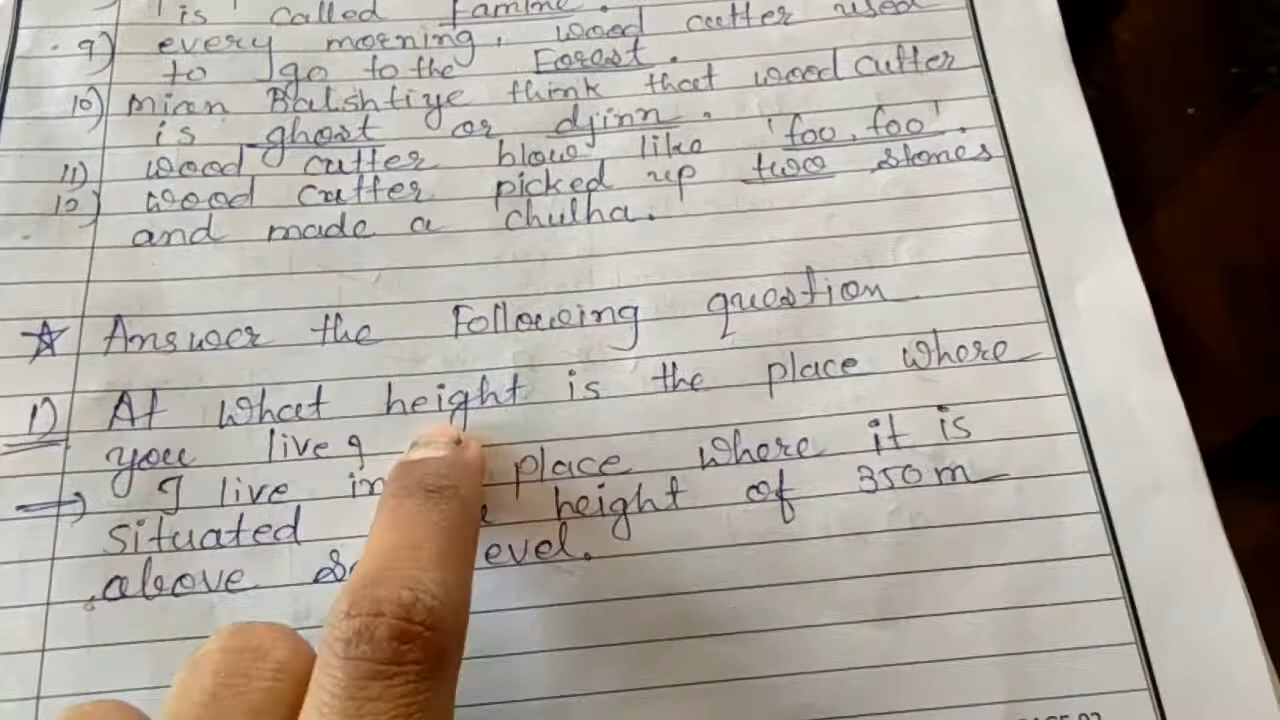 is called famine.
9) every morning, wood cutter used
to go to the Forest.
10) mian Balshtiye think that wood cutter
is ghost or djinn.
11) wood cutter blow like 'foo, foo'.
12) wood cutter picked up two stones
and made a chulha.
☆ Answer the Following question
1) At what height is the place where
you live?
→ I live in place where it is
situated height of 350 m
above evel.